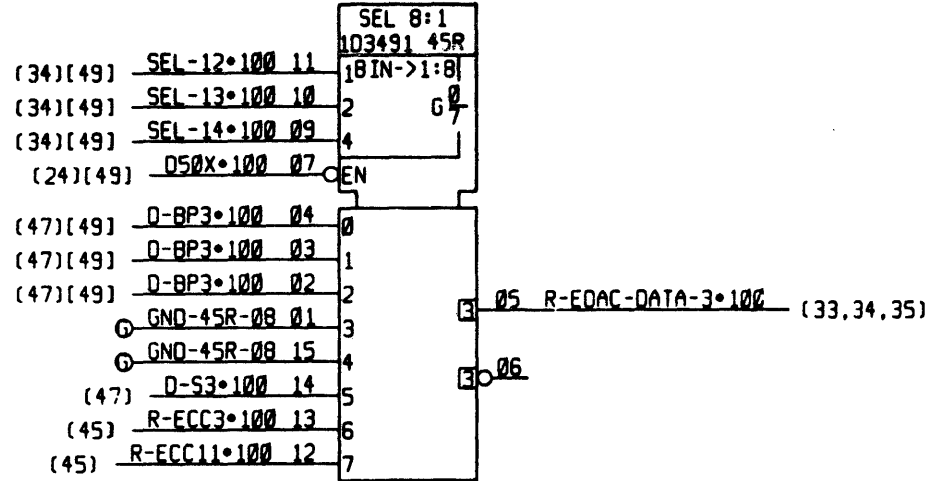 SEL 8:1
1D3491 45R
(34)[49] SEL-12•100 11 1 BIN->1:8
(34)[49] SEL-13•100 10 2 G 0/7
(34)[49] SEL-14•100 09 4
(24)[49] D50X•100 07 EN
(47)[49] D-BP3•100 04 0
(47)[49] D-BP3•100 03 1
(47)[49] D-BP3•100 02 2
3 05 R-EDAC-DATA-3•100 (33,34,35)
G GND-45R-08 01 3
G GND-45R-08 15 4
3 06
(47) D-S3•100 14 5
(45) R-ECC3•100 13 6
(45) R-ECC11•100 12 7